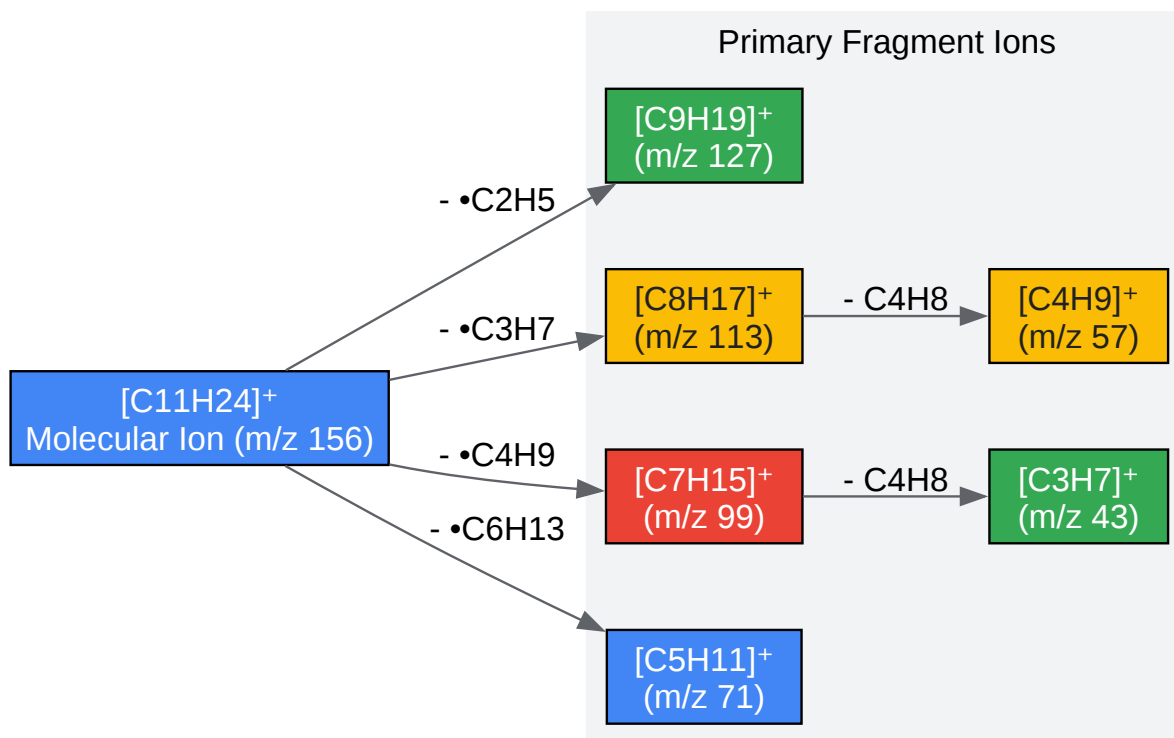 Primary Fragment Ions
[C9H19]⁺
(m/z 127)
- •C2H5
[C8H17]⁺
(m/z 113)
- C4H8
[C4H9]⁺
(m/z 57)
- •C3H7
[C11H24]⁺
Molecular Ion (m/z 156)
- •C4H9
[C7H15]⁺
(m/z 99)
- C4H8
[C3H7]⁺
(m/z 43)
- •C6H13
[C5H11]⁺
(m/z 71)